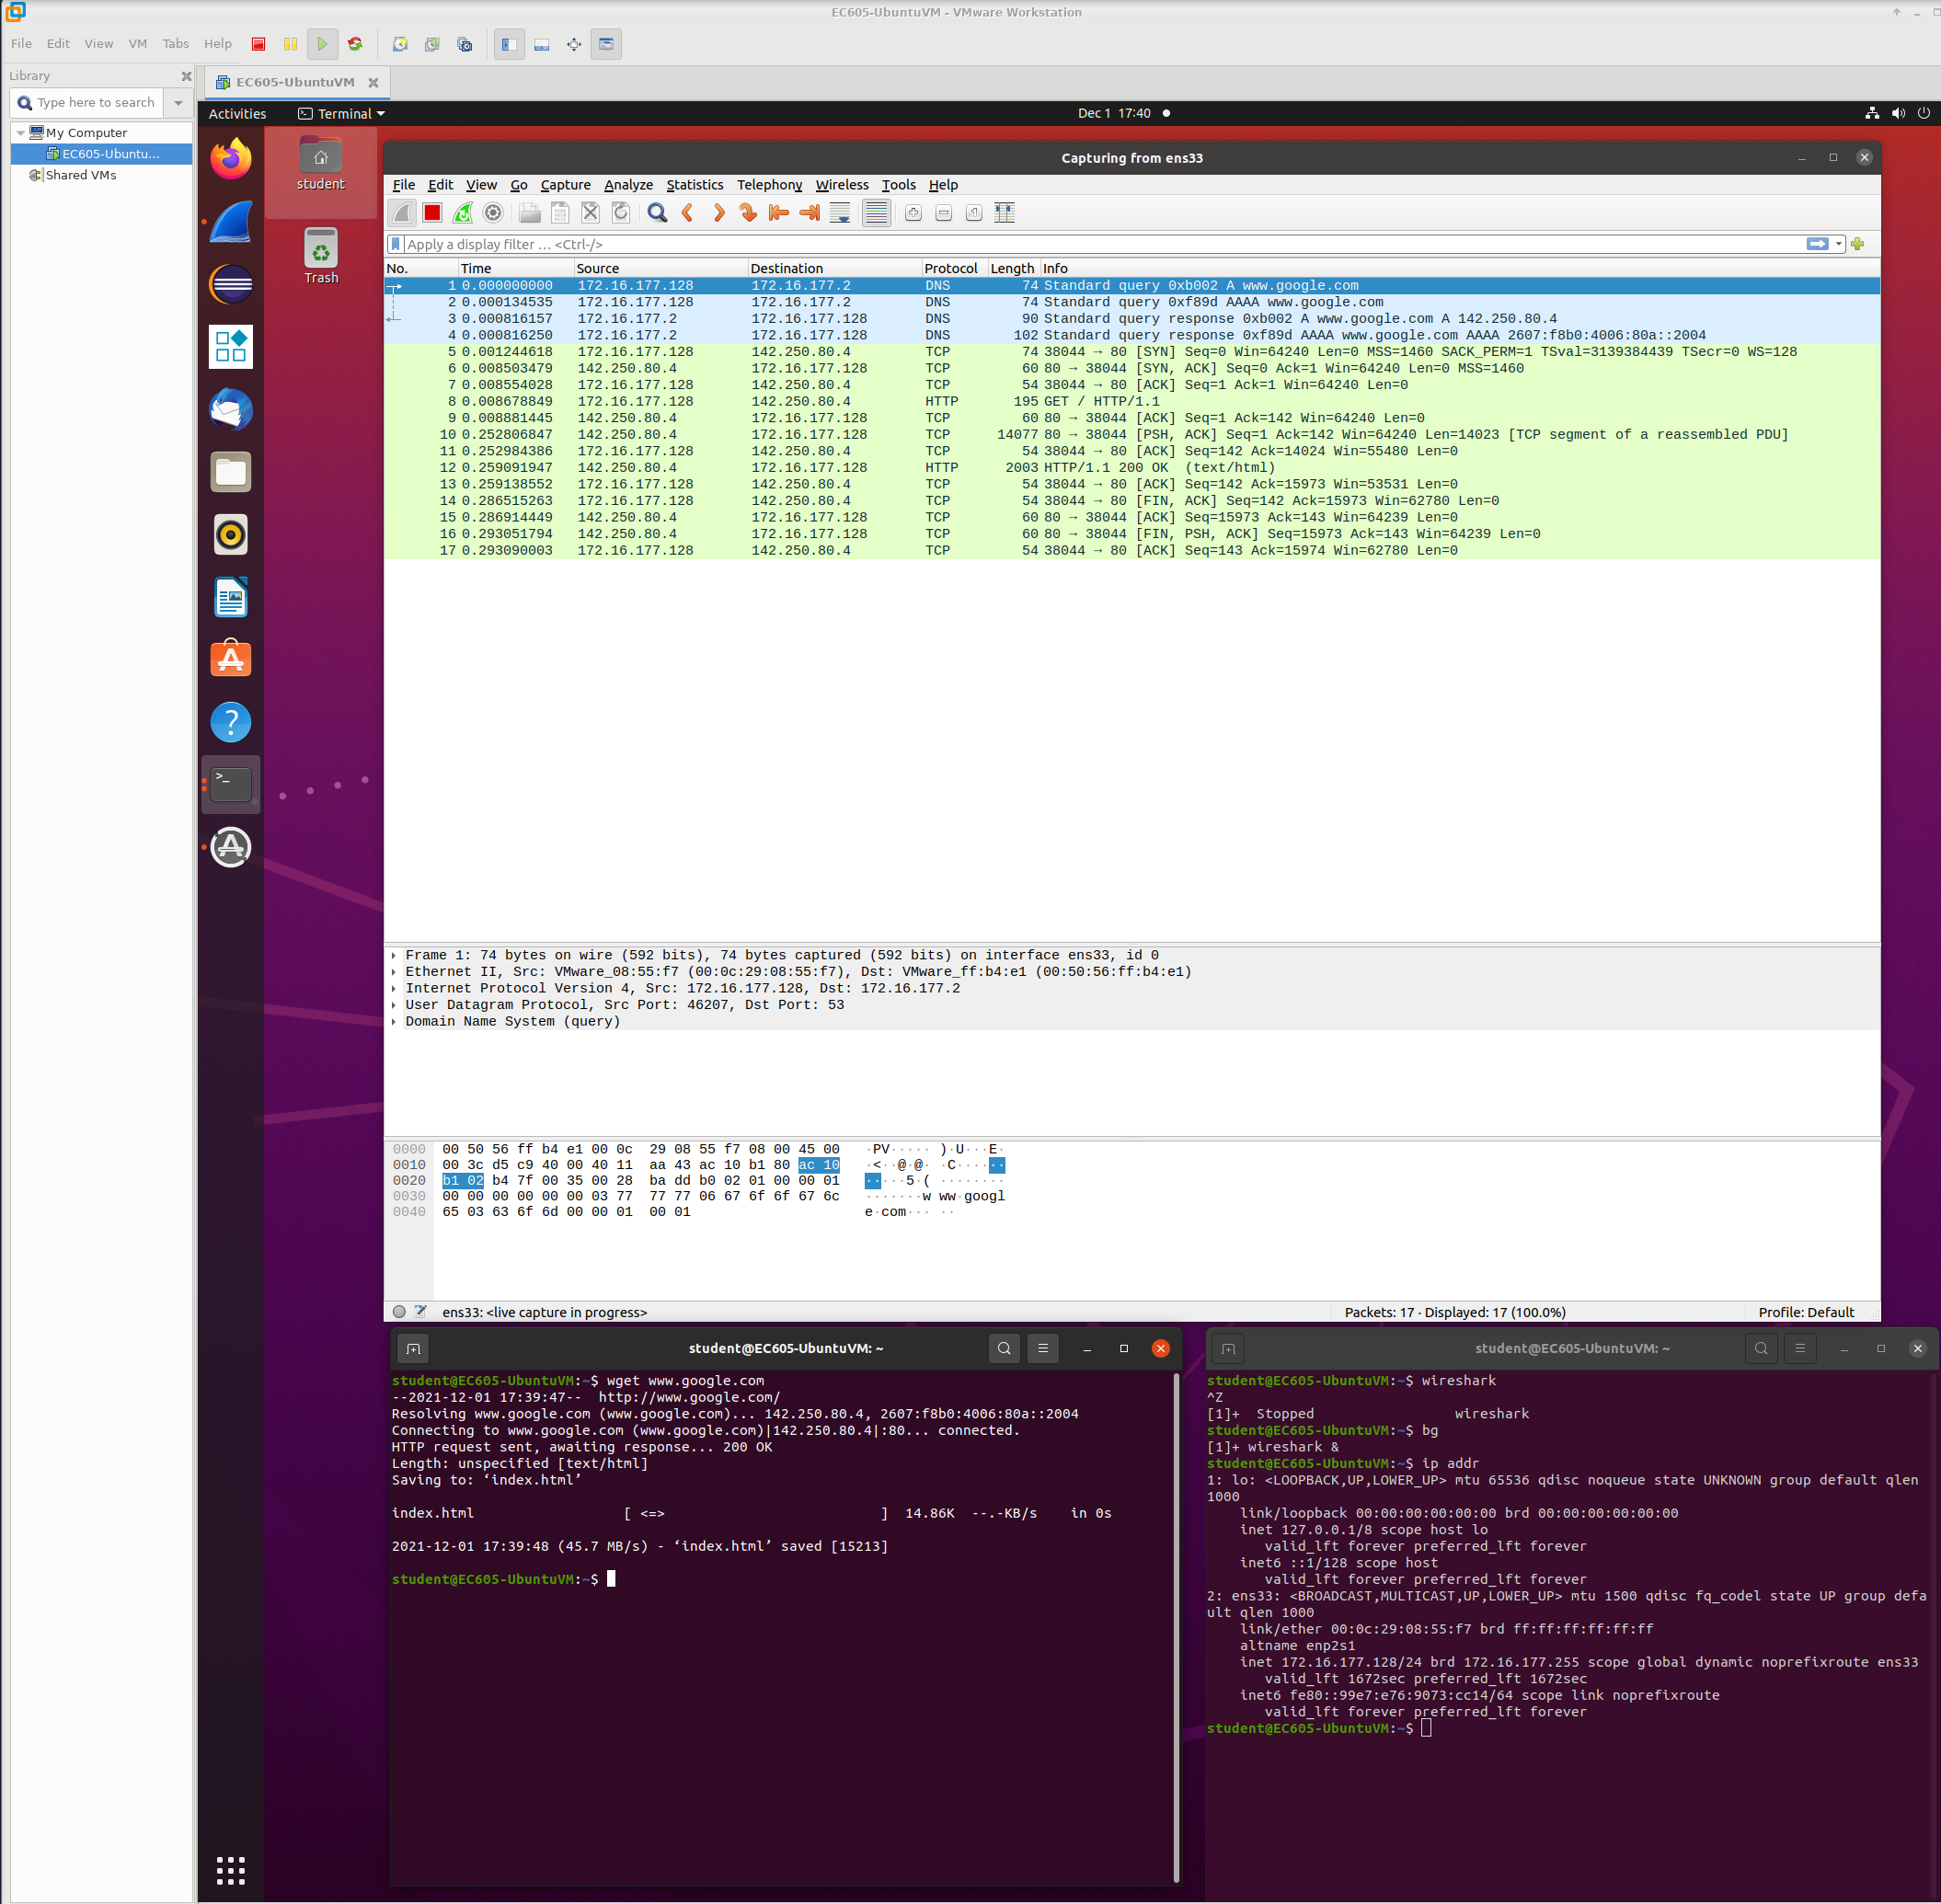 EC605-UbuntuVM - VMware Workstation
File Edit View VM Tabs Help
Library
Type here to search
My Computer
EC605-Ubuntu...
Shared VMs
EC605-UbuntuVM
Activities Terminal Dec 1 17:40
student
Trash
Capturing from ens33
File Edit View Go Capture Analyze Statistics Telephony Wireless Tools Help
Apply a display filter … <Ctrl-/>
No. Time Source Destination Protocol Length Info
1 0.000000000 172.16.177.128 172.16.177.2 DNS 74 Standard query 0xb002 A www.google.com
2 0.000134535 172.16.177.128 172.16.177.2 DNS 74 Standard query 0xf89d AAAA www.google.com
3 0.000816157 172.16.177.2 172.16.177.128 DNS 90 Standard query response 0xb002 A www.google.com A 142.250.80.4
4 0.000816250 172.16.177.2 172.16.177.128 DNS 102 Standard query response 0xf89d AAAA www.google.com AAAA 2607:f8b0:4006:80a::2004
5 0.001244618 172.16.177.128 142.250.80.4 TCP 74 38044 → 80 [SYN] Seq=0 Win=64240 Len=0 MSS=1460 SACK_PERM=1 TSval=3139384439 TSecr=0 WS=128
6 0.008503479 142.250.80.4 172.16.177.128 TCP 60 80 → 38044 [SYN, ACK] Seq=0 Ack=1 Win=64240 Len=0 MSS=1460
7 0.008554028 172.16.177.128 142.250.80.4 TCP 54 38044 → 80 [ACK] Seq=1 Ack=1 Win=64240 Len=0
8 0.008678849 172.16.177.128 142.250.80.4 HTTP 195 GET / HTTP/1.1
9 0.008881445 142.250.80.4 172.16.177.128 TCP 60 80 → 38044 [ACK] Seq=1 Ack=142 Win=64240 Len=0
10 0.252806847 142.250.80.4 172.16.177.128 TCP 14077 80 → 38044 [PSH, ACK] Seq=1 Ack=142 Win=64240 Len=14023 [TCP segment of a reassembled PDU]
11 0.252984386 172.16.177.128 142.250.80.4 TCP 54 38044 → 80 [ACK] Seq=142 Ack=14024 Win=55480 Len=0
12 0.259091947 142.250.80.4 172.16.177.128 HTTP 2003 HTTP/1.1 200 OK (text/html)
13 0.259138552 172.16.177.128 142.250.80.4 TCP 54 38044 → 80 [ACK] Seq=142 Ack=15973 Win=53531 Len=0
14 0.286515263 172.16.177.128 142.250.80.4 TCP 54 38044 → 80 [FIN, ACK] Seq=142 Ack=15973 Win=62780 Len=0
15 0.286914449 142.250.80.4 172.16.177.128 TCP 60 80 → 38044 [ACK] Seq=15973 Ack=143 Win=64239 Len=0
16 0.293051794 142.250.80.4 172.16.177.128 TCP 60 80 → 38044 [FIN, PSH, ACK] Seq=15973 Ack=143 Win=64239 Len=0
17 0.293090003 172.16.177.128 142.250.80.4 TCP 54 38044 → 80 [ACK] Seq=143 Ack=15974 Win=62780 Len=0
Frame 1: 74 bytes on wire (592 bits), 74 bytes captured (592 bits) on interface ens33, id 0
Ethernet II, Src: VMware_08:55:f7 (00:0c:29:08:55:f7), Dst: VMware_ff:b4:e1 (00:50:56:ff:b4:e1)
Internet Protocol Version 4, Src: 172.16.177.128, Dst: 172.16.177.2
User Datagram Protocol, Src Port: 46207, Dst Port: 53
Domain Name System (query)
0000 00 50 56 ff b4 e1 00 0c 29 08 55 f7 08 00 45 00 ·PV····· )·U···E·
0010 00 3c d5 c9 40 00 40 11 aa 43 ac 10 b1 80 ac 10 ·<··@·@· ·C······
0020 b1 02 b4 7f 00 35 00 28 ba dd b0 02 01 00 00 01 ·····5·( ········
0030 00 00 00 00 00 00 03 77 77 77 06 67 6f 6f 67 6c ·······w ww·googl
0040 65 03 63 6f 6d 00 00 01 00 01 e·com··· ··
ens33: <live capture in progress> Packets: 17 · Displayed: 17 (100.0%) Profile: Default
student@EC605-UbuntuVM: ~
student@EC605-UbuntuVM:~$ wget www.google.com
--2021-12-01 17:39:47-- http://www.google.com/
Resolving www.google.com (www.google.com)... 142.250.80.4, 2607:f8b0:4006:80a::2004
Connecting to www.google.com (www.google.com)|142.250.80.4|:80... connected.
HTTP request sent, awaiting response... 200 OK
Length: unspecified [text/html]
Saving to: ‘index.html’
index.html [ <=> ] 14.86K --.-KB/s in 0s
2021-12-01 17:39:48 (45.7 MB/s) - ‘index.html’ saved [15213]
student@EC605-UbuntuVM:~$
student@EC605-UbuntuVM: ~
student@EC605-UbuntuVM:~$ wireshark
^Z
[1]+ Stopped wireshark
student@EC605-UbuntuVM:~$ bg
[1]+ wireshark &
student@EC605-UbuntuVM:~$ ip addr
1: lo: <LOOPBACK,UP,LOWER_UP> mtu 65536 qdisc noqueue state UNKNOWN group default qlen
1000
link/loopback 00:00:00:00:00:00 brd 00:00:00:00:00:00
inet 127.0.0.1/8 scope host lo
valid_lft forever preferred_lft forever
inet6 ::1/128 scope host
valid_lft forever preferred_lft forever
2: ens33: <BROADCAST,MULTICAST,UP,LOWER_UP> mtu 1500 qdisc fq_codel state UP group defa
ult qlen 1000
link/ether 00:0c:29:08:55:f7 brd ff:ff:ff:ff:ff:ff
altname enp2s1
inet 172.16.177.128/24 brd 172.16.177.255 scope global dynamic noprefixroute ens33
valid_lft 1672sec preferred_lft 1672sec
inet6 fe80::99e7:e76:9073:cc14/64 scope link noprefixroute
valid_lft forever preferred_lft forever
student@EC605-UbuntuVM:~$